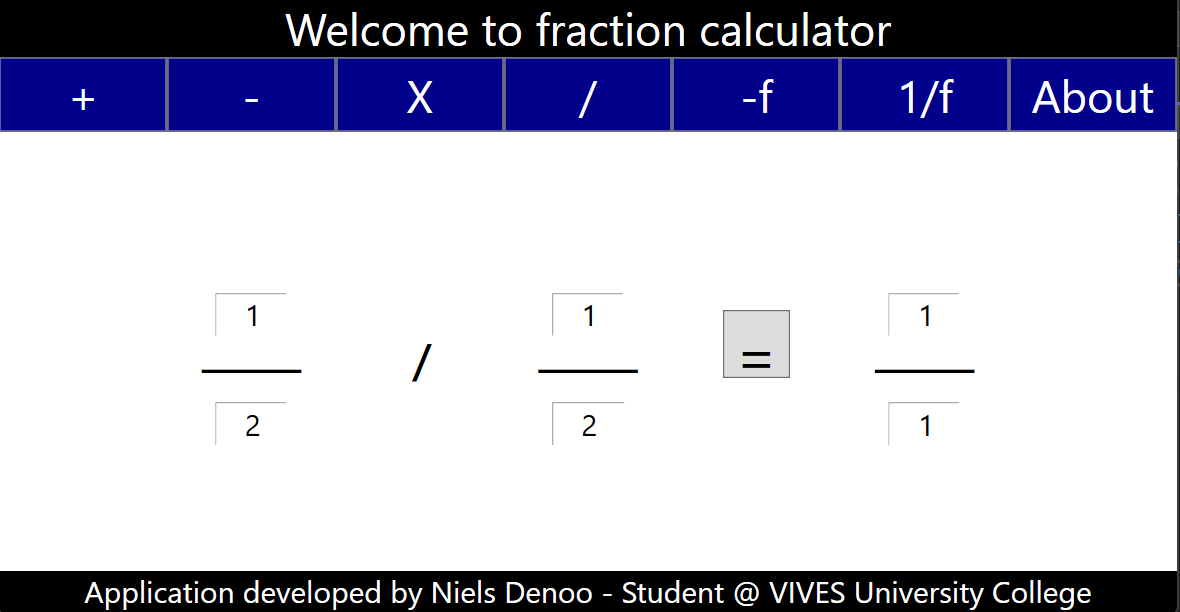 Welcome to fraction calculator
+ - X / -f 1/f About
1 1 1
/ =
2 2 1
Application developed by Niels Denoo - Student @ VIVES University College